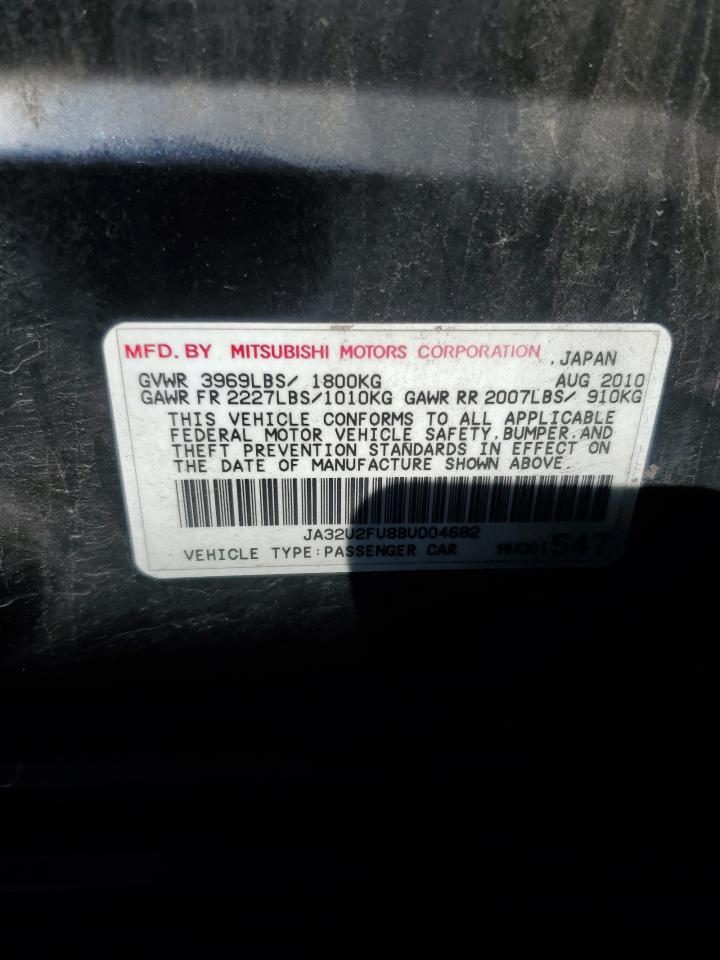 MFD. BY MITSUBISHI MOTORS CORPORATION , JAPAN
GVWR 3969LBS/ 1800KG AUG 2010
GAWR FR 2227LBS/1010KG GAWR RR 2007LBS/ 910KG
THIS VEHICLE CONFORMS TO ALL APPLICABLE
FEDERAL MOTOR VEHICLE SAFETY, BUMPER, AND
THEFT PREVENTION STANDARDS IN EFFECT ON
THE DATE OF MANUFACTURE SHOWN ABOVE.
JA32U2FU8BU004682
VEHICLE TYPE:PASSENGER CAR MU001547